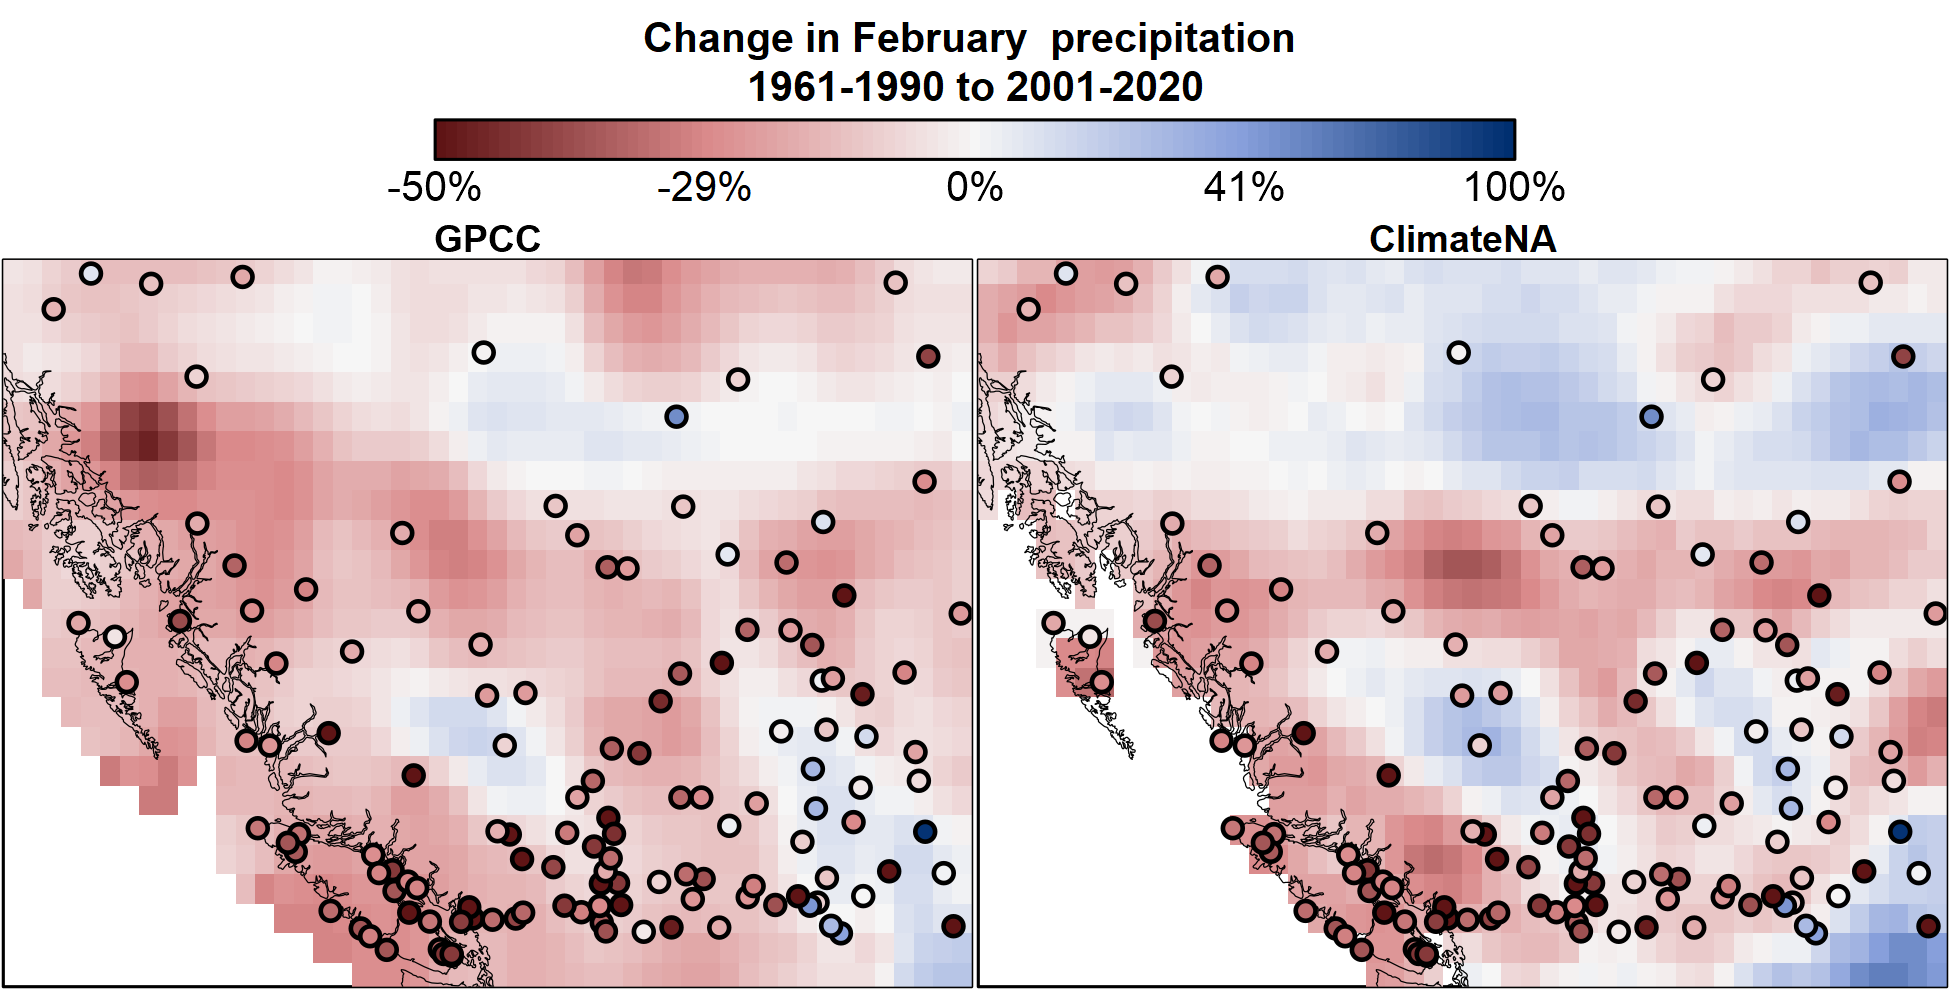 Change in February  precipitation
1961-1990 to 2001-2020
-50% -29% 0% 41% 100%
GPCC ClimateNA